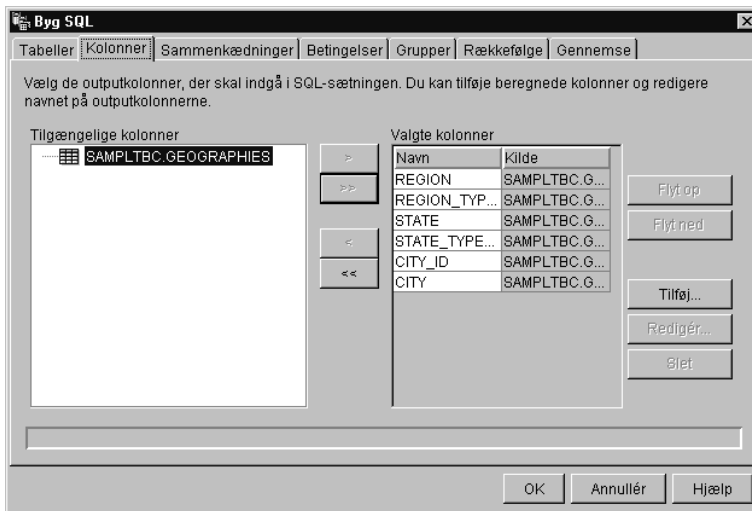 Byg SQL
Tabeller Kolonner Sammenkædninger Betingelser Grupper Rækkefølge Gennemse
Vælg de outputkolonner, der skal indgå i SQL-sætningen. Du kan tilføje beregnede kolonner og redigere
navnet på outputkolonnerne.
Tilgængelige kolonner
SAMPLTBC.GEOGRAPHIES
>
>>
<
<<
Valgte kolonner
Navn Kilde
REGION SAMPLTBC.G...
REGION_TYP... SAMPLTBC.G...
STATE SAMPLTBC.G...
STATE_TYPE... SAMPLTBC.G...
CITY_ID SAMPLTBC.G...
CITY SAMPLTBC.G...
Flyt op
Flyt ned
Tilføj...
Redigér...
Slet
OK Annullér Hjælp